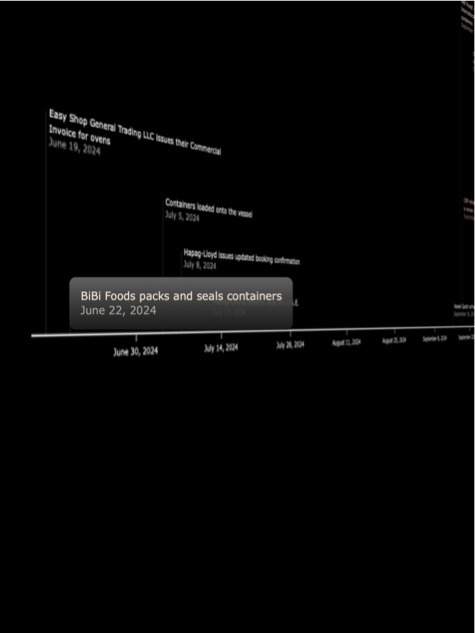 Easy Shop General Trading LLC issues their Commercial
Invoice for ovens
June 19, 2024
Containers loaded onto the vessel
July 5, 2024
Hapag-Lloyd issues updated booking confirmation
July 8, 2024
BiBi Foods packs and seals containers
June 22, 2024
June 30, 2024
July 14, 2024
July 28, 2024
August 11, 2024
August 25, 2024
September 8, 2024